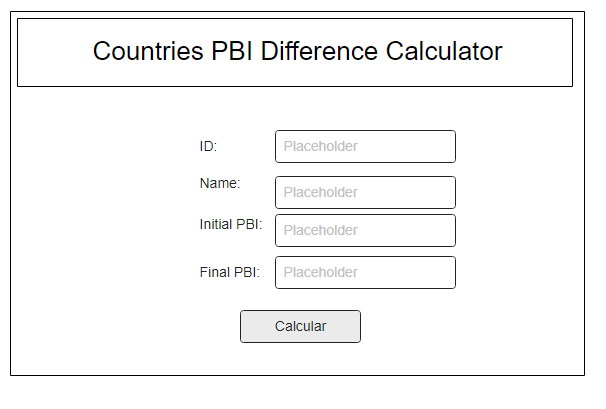 Countries PBI Difference Calculator
ID: Placeholder
Name: Placeholder
Initial PBI: Placeholder
Final PBI: Placeholder
Calcular